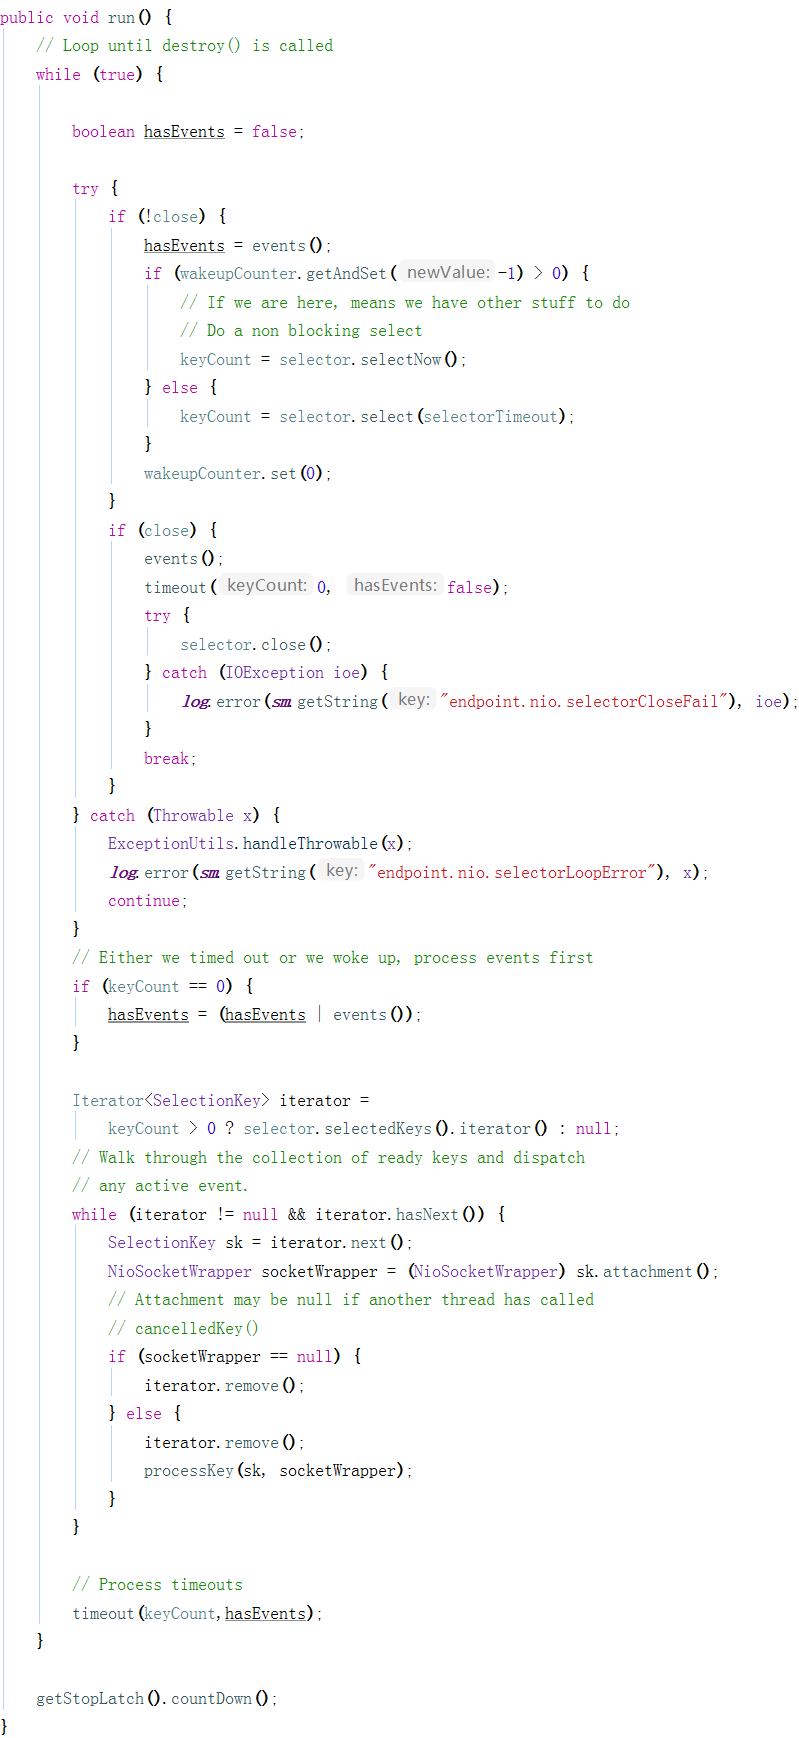 public void run() {
    // Loop until destroy() is called
    while (true) {

        boolean hasEvents = false;

        try {
            if (!close) {
                hasEvents = events();
                if (wakeupCounter.getAndSet( newValue: -1) > 0) {
                    // If we are here, means we have other stuff to do
                    // Do a non blocking select
                    keyCount = selector.selectNow();
                } else {
                    keyCount = selector.select(selectorTimeout);
                }
                wakeupCounter.set(0);
            }
            if (close) {
                events();
                timeout( keyCount: 0,  hasEvents: false);
                try {
                    selector.close();
                } catch (IOException ioe) {
                    log.error(sm.getString( key: "endpoint.nio.selectorCloseFail"), ioe);
                }
                break;
            }
        } catch (Throwable x) {
            ExceptionUtils.handleThrowable(x);
            log.error(sm.getString( key: "endpoint.nio.selectorLoopError"), x);
            continue;
        }
        // Either we timed out or we woke up, process events first
        if (keyCount == 0) {
            hasEvents = (hasEvents | events());
        }

        Iterator<SelectionKey> iterator =
            keyCount > 0 ? selector.selectedKeys().iterator() : null;
        // Walk through the collection of ready keys and dispatch
        // any active event.
        while (iterator != null && iterator.hasNext()) {
            SelectionKey sk = iterator.next();
            NioSocketWrapper socketWrapper = (NioSocketWrapper) sk.attachment();
            // Attachment may be null if another thread has called
            // cancelledKey()
            if (socketWrapper == null) {
                iterator.remove();
            } else {
                iterator.remove();
                processKey(sk, socketWrapper);
            }
        }

        // Process timeouts
        timeout(keyCount,hasEvents);
    }

    getStopLatch().countDown();
}